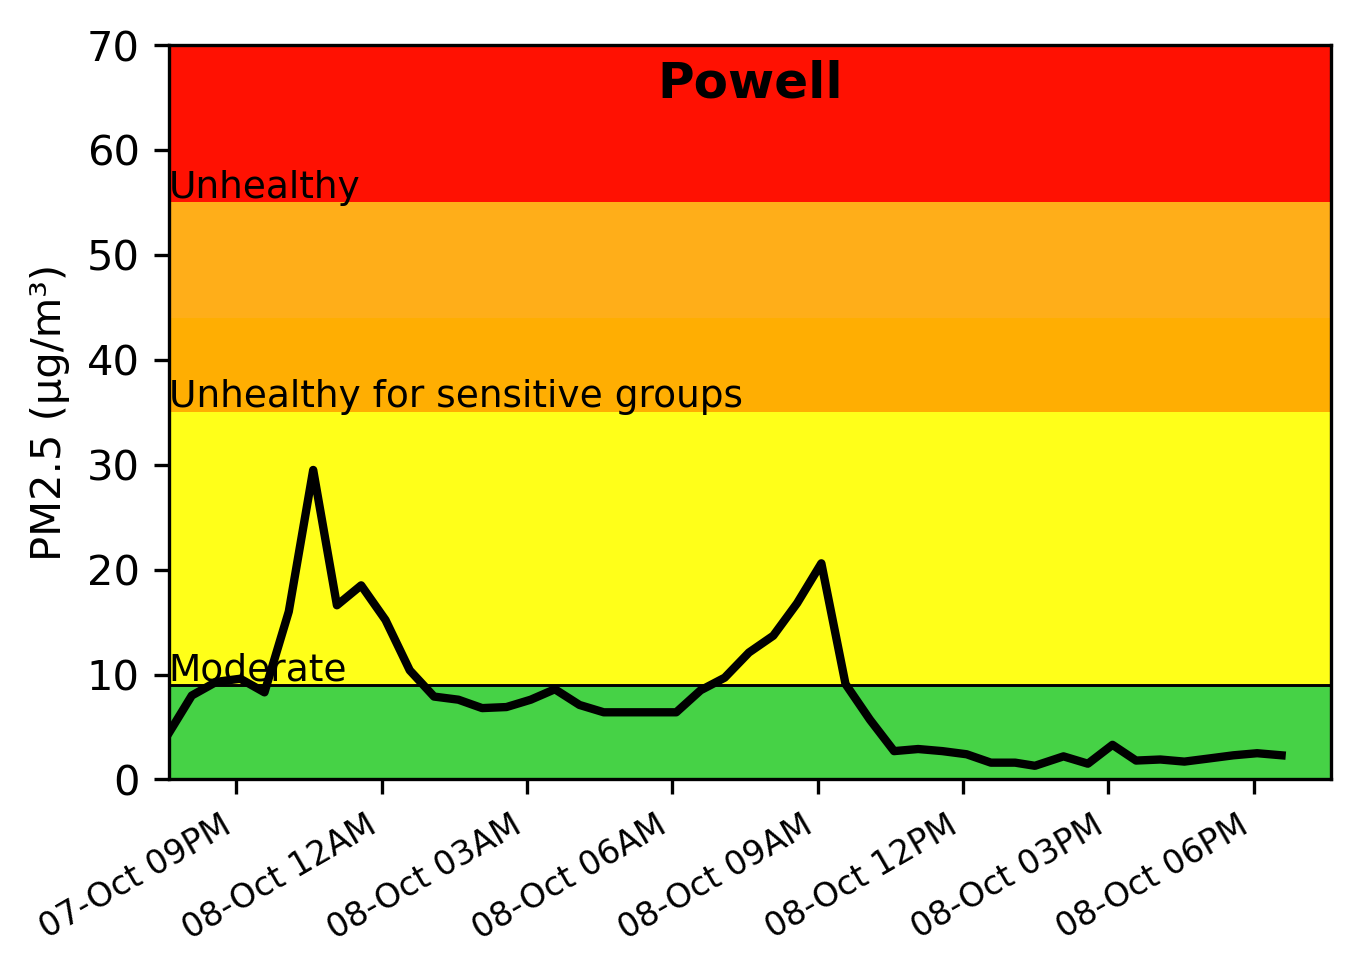 Powell
PM2.5 (µg/m³)
70
60
50
40
30
20
10
0
Unhealthy
Unhealthy for sensitive groups
Moderate
07-Oct 09PM
08-Oct 12AM
08-Oct 03AM
08-Oct 06AM
08-Oct 09AM
08-Oct 12PM
08-Oct 03PM
08-Oct 06PM